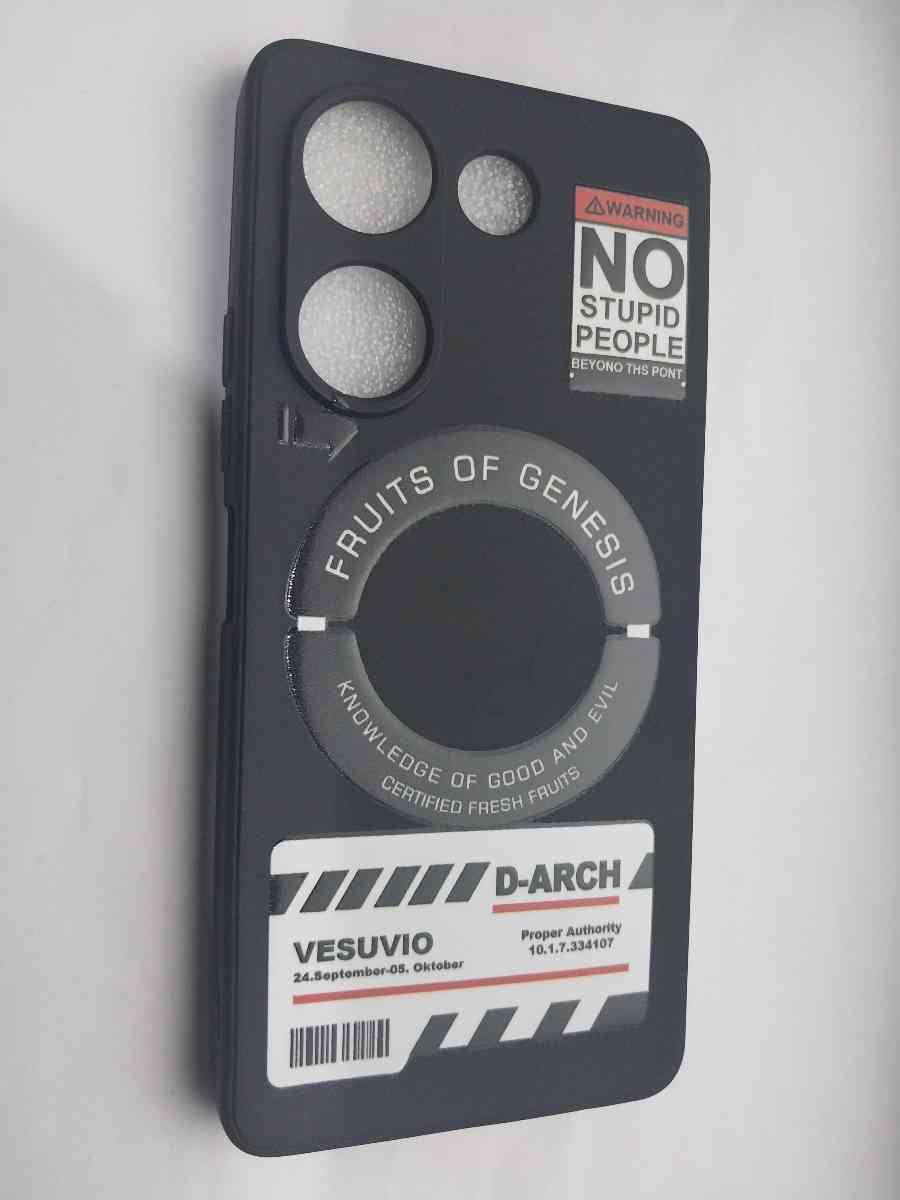 WARNING
NO
STUPID
PEOPLE
BEYONO THS PONT
FRUITS OF GENESIS
KNOWLEDGE OF GOOD AND EVIL
CERTIFIED FRESH FRUITS
D-ARCH
VESUVIO
24.September-05. Oktober
Proper Authority
10.1.7.334107